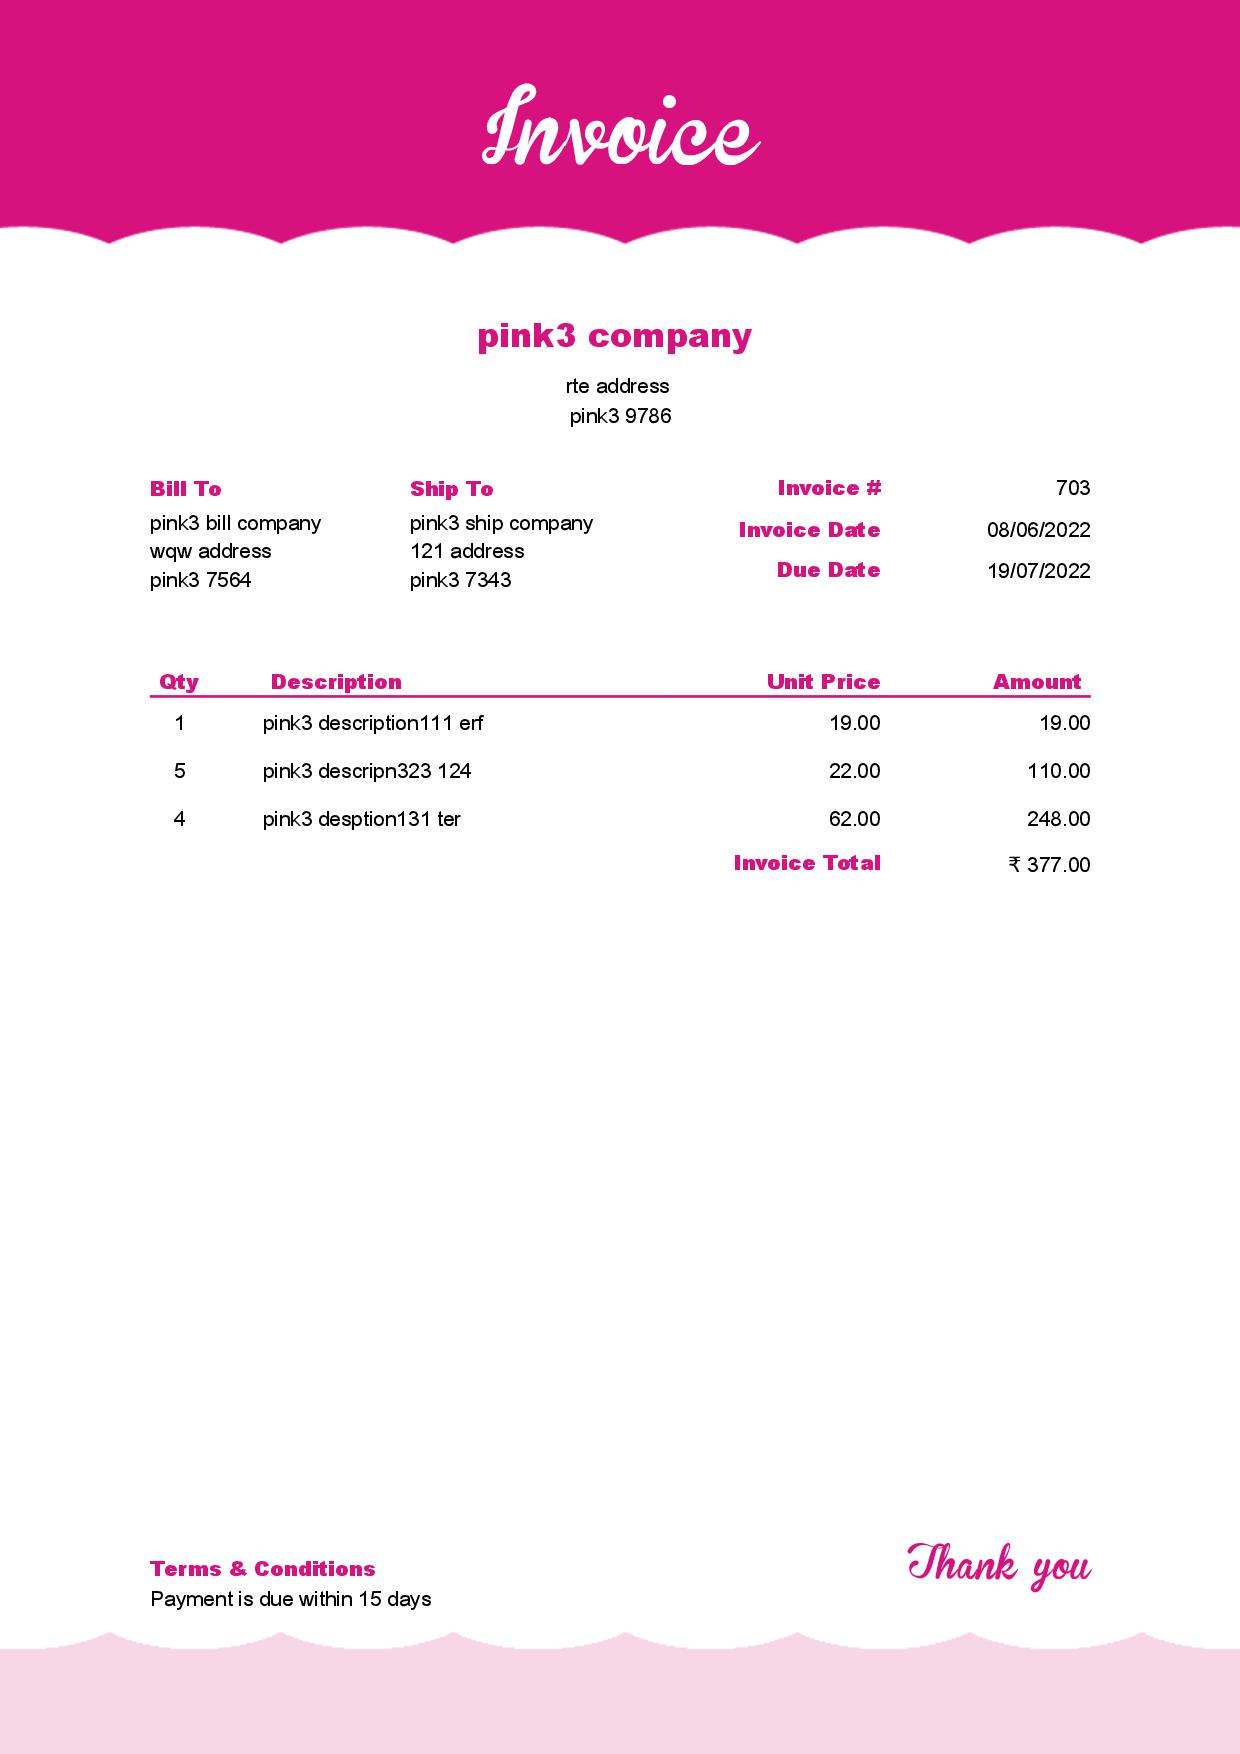 Invoice
pink3 company
rte address
pink3 9786
Bill To
pink3 bill company
wqw address
pink3 7564
Ship To
pink3 ship company
121 address
pink3 7343
Invoice # 703
Invoice Date 08/06/2022
Due Date 19/07/2022
Qty Description Unit Price Amount
1 pink3 description111 erf 19.00 19.00
5 pink3 descripn323 124 22.00 110.00
4 pink3 desption131 ter 62.00 248.00
Invoice Total ₹ 377.00
Terms & Conditions
Payment is due within 15 days
Thank you